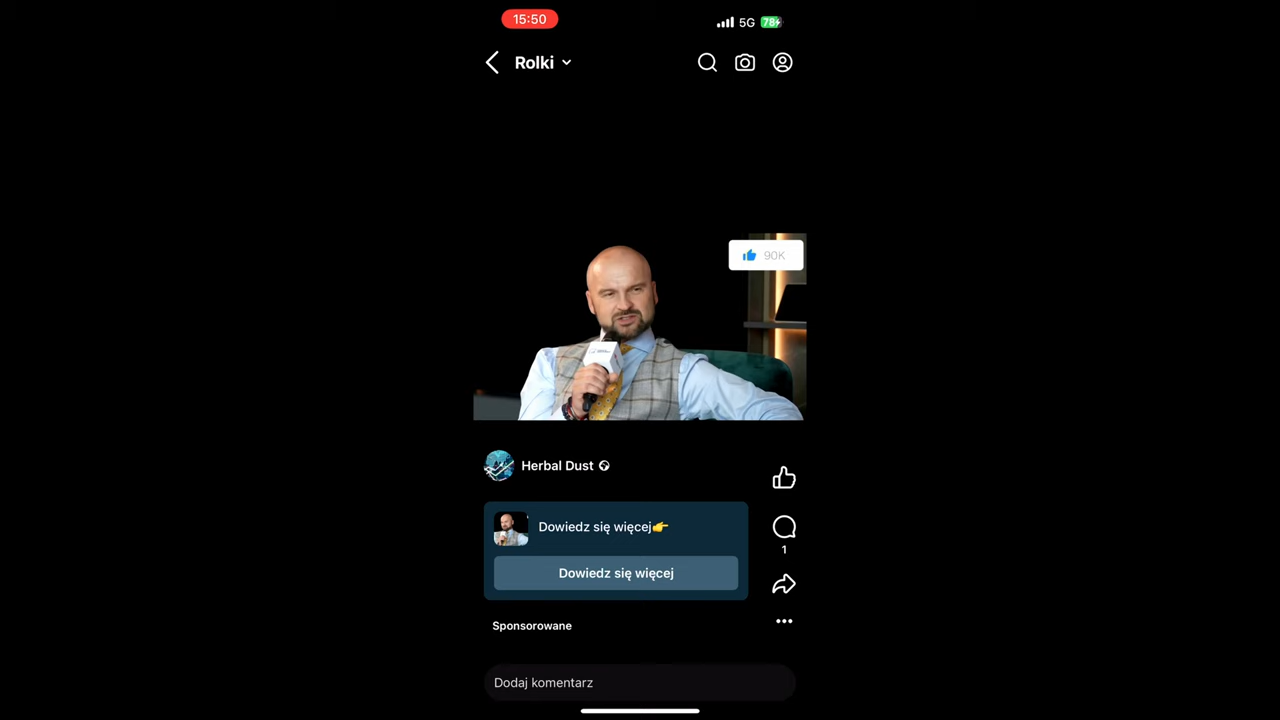 15:50
5G
78
Rolki
90K
Herbal Dust
Dowiedz się więcej👉
Dowiedz się więcej
1
Sponsorowane
Dodaj komentarz